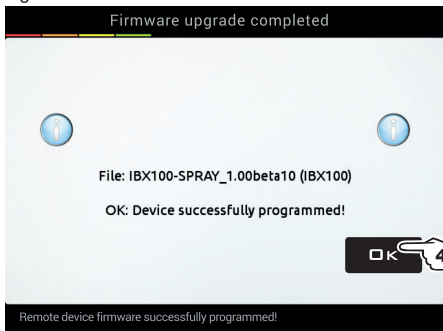 Firmware upgrade completed
File: IBX100-SPRAY_1.00beta10 (IBX100)
OK: Device successfully programmed!
OK
4
Remote device firmware successfully programmed!